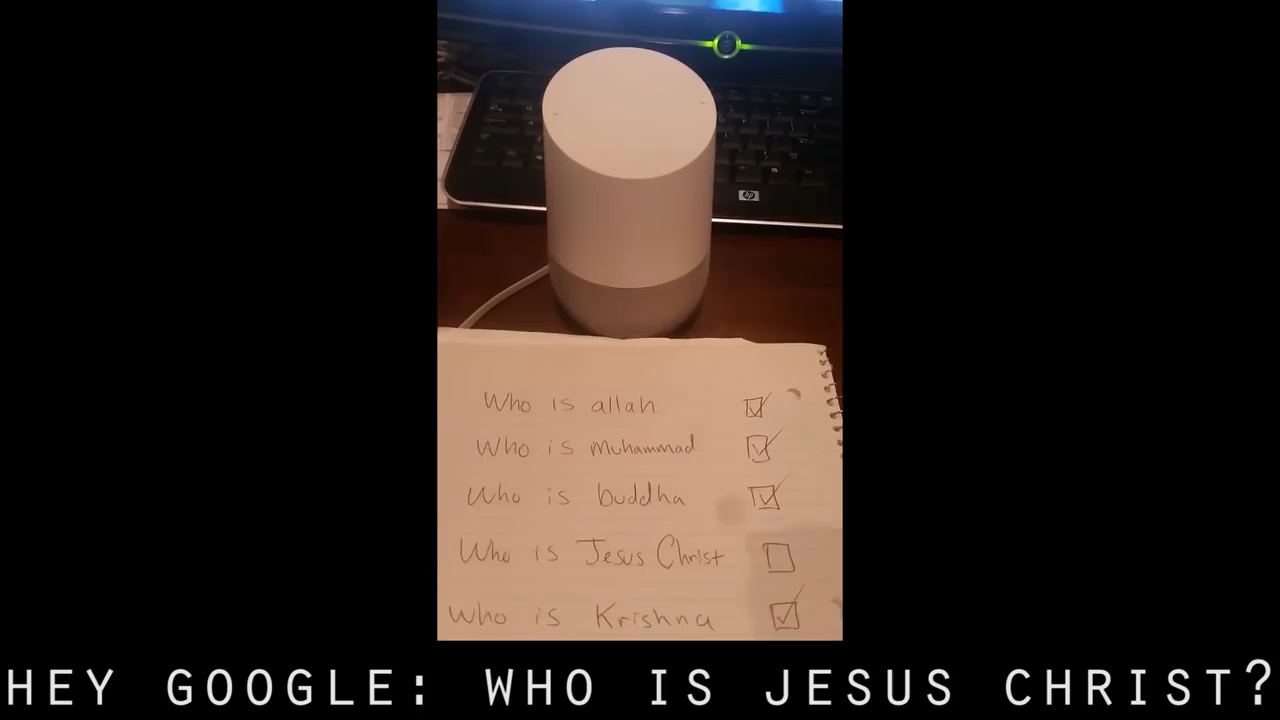 hp
Who is allah
Who is Muhammad
Who is buddha
Who is Jesus Christ
Who is Krishna
HEY GOOGLE: WHO IS JESUS CHRIST?